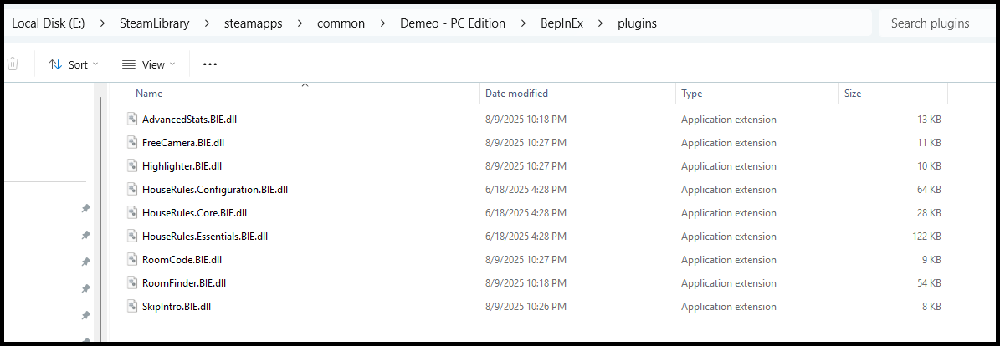 Local Disk (E:) > SteamLibrary > steamapps > common > Demeo - PC Edition > BepInEx > plugins Search plugins
Sort View ...
Name Date modified Type Size
AdvancedStats.BIE.dll 8/9/2025 10:18 PM Application extension 13 KB
FreeCamera.BIE.dll 8/9/2025 10:27 PM Application extension 11 KB
Highlighter.BIE.dll 8/9/2025 10:27 PM Application extension 10 KB
HouseRules.Configuration.BIE.dll 6/18/2025 4:28 PM Application extension 64 KB
HouseRules.Core.BIE.dll 6/18/2025 4:28 PM Application extension 28 KB
HouseRules.Essentials.BIE.dll 6/18/2025 4:28 PM Application extension 122 KB
RoomCode.BIE.dll 8/9/2025 10:27 PM Application extension 9 KB
RoomFinder.BIE.dll 8/9/2025 10:18 PM Application extension 54 KB
SkipIntro.BIE.dll 8/9/2025 10:26 PM Application extension 8 KB